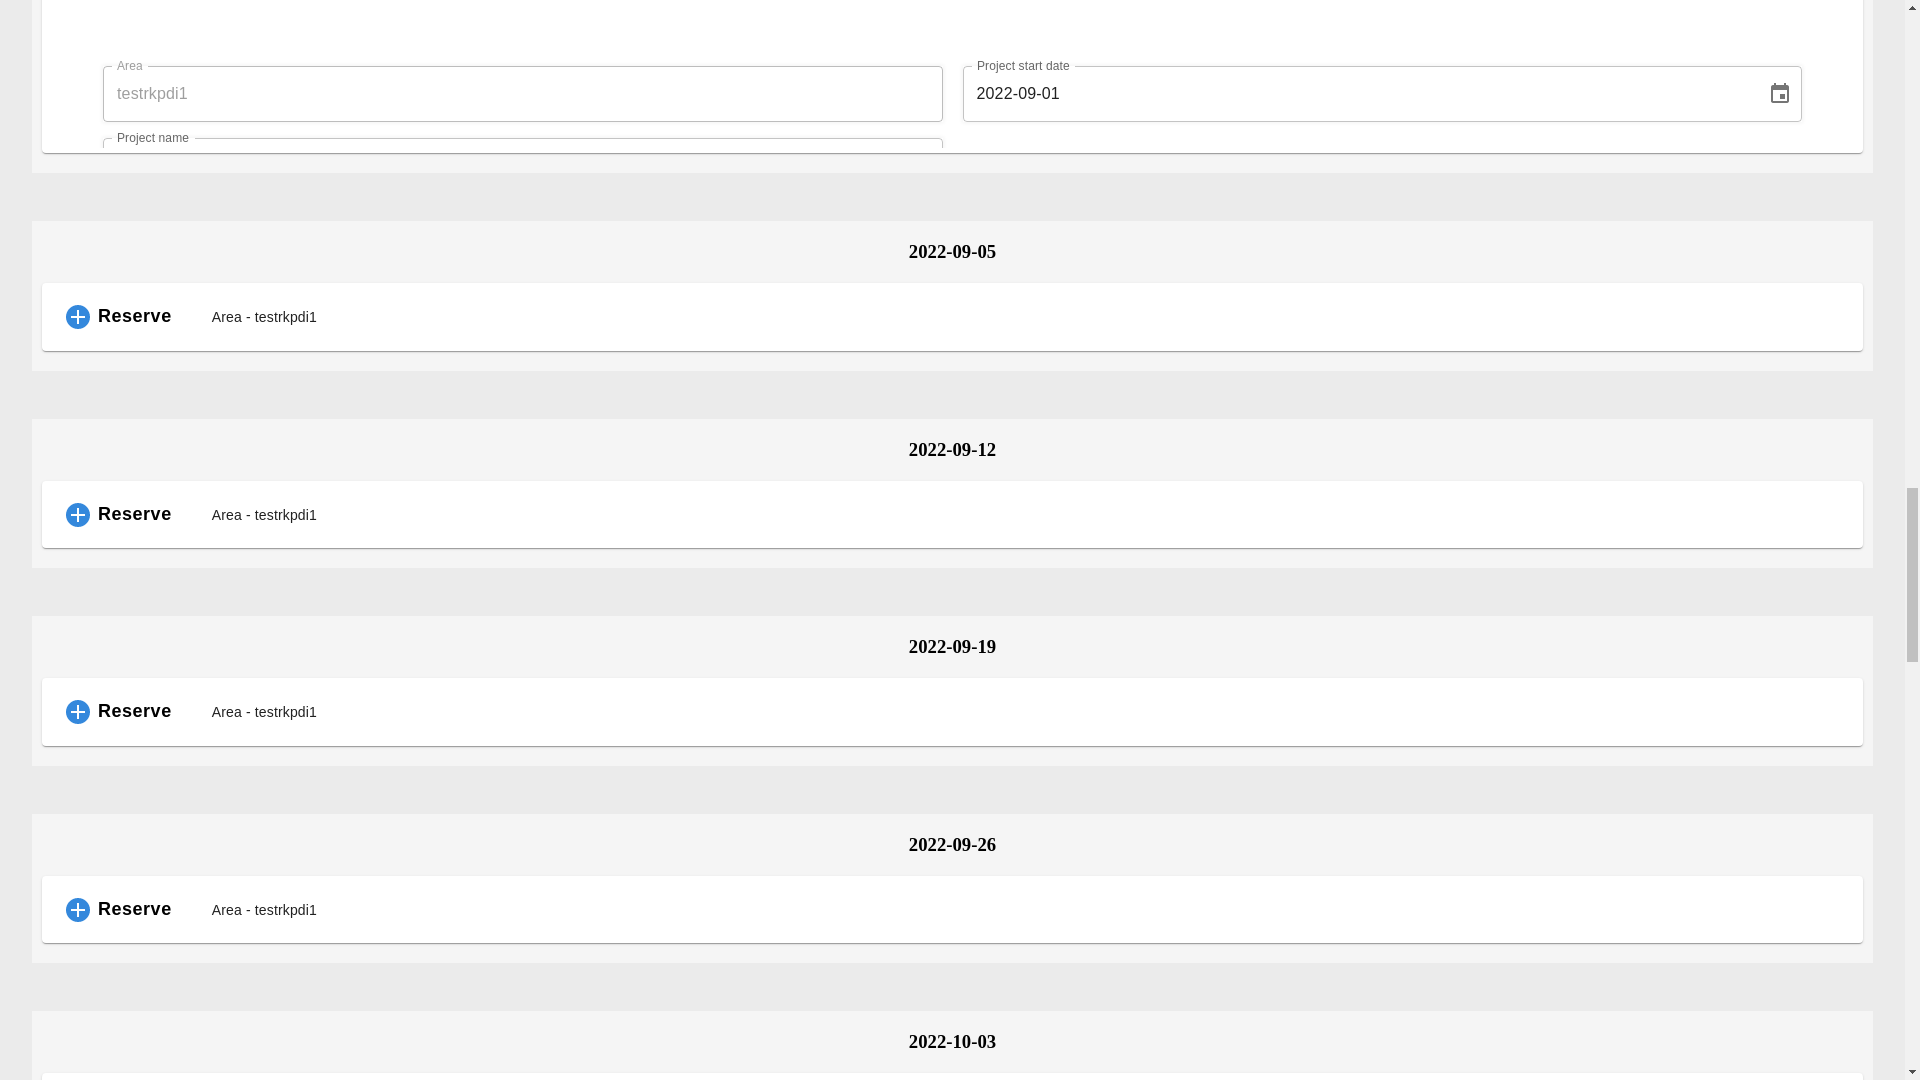 Area
testrkpdi1
Project start date
2022-09-01
Project name
2022-09-05
Reserve Area - testrkpdi1
2022-09-12
Reserve Area - testrkpdi1
2022-09-19
Reserve Area - testrkpdi1
2022-09-26
Reserve Area - testrkpdi1
2022-10-03